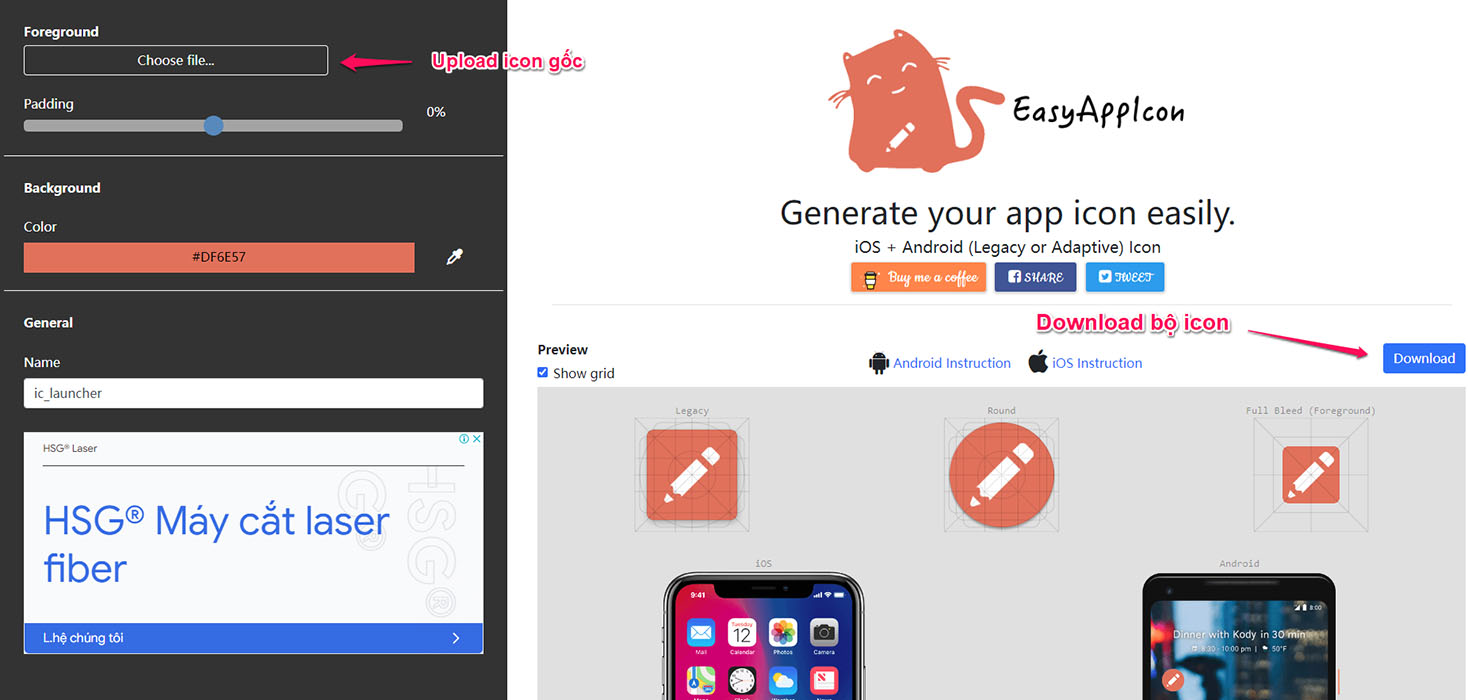 Foreground
Choose file...
Upload icon gốc
Padding
0%
Background
Color
#DF6E57
General
Name
ic_launcher
HSG® Laser
HSG® Máy cắt laser
fiber
HSG®
L.hệ chúng tôi
EasyAppIcon
Generate your app icon easily.
iOS + Android (Legacy or Adaptive) Icon
Buy me a coffee
SHARE
TWEET
Download bộ icon
Preview
Show grid
Android Instruction
iOS Instruction
Download
Legacy
Round
Full Bleed (Foreground)
iOS
Android
9:41
Tuesday
12
Mail
Calendar
Photos
Camera
8:00
Dinner with Kody in 30 min
8:30 - 10:00 pm | 50°F